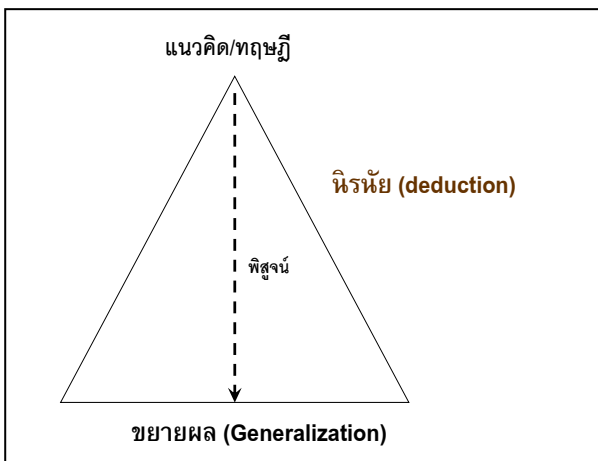 แนวคิด/ทฤษฎี
นิรนัย (deduction)
พิสูจน์
ขยายผล (Generalization)